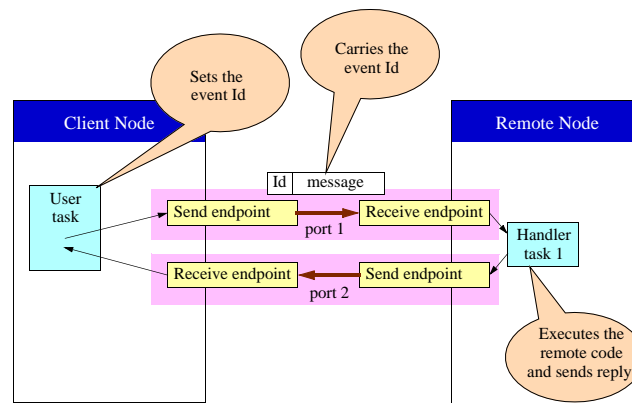 Carries the
event Id
Sets the
event Id
Client Node
Remote Node
Id message
User
task
Send endpoint
Receive endpoint
port 1
Handler
task 1
Receive endpoint
Send endpoint
port 2
Executes the
remote code
and sends reply